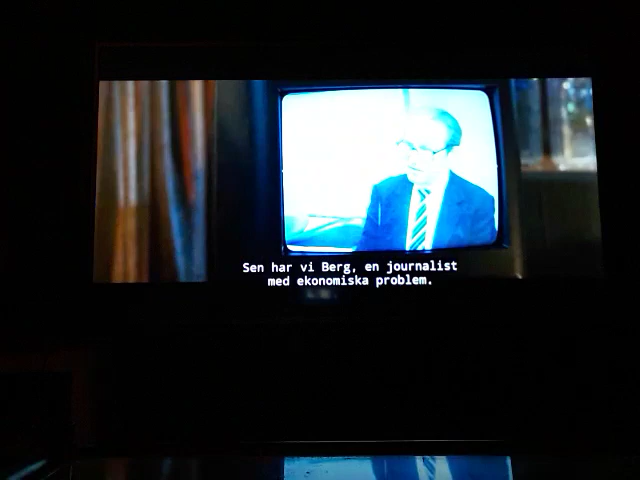 Sen har vi Berg, en journalist
med ekonomiska problem.